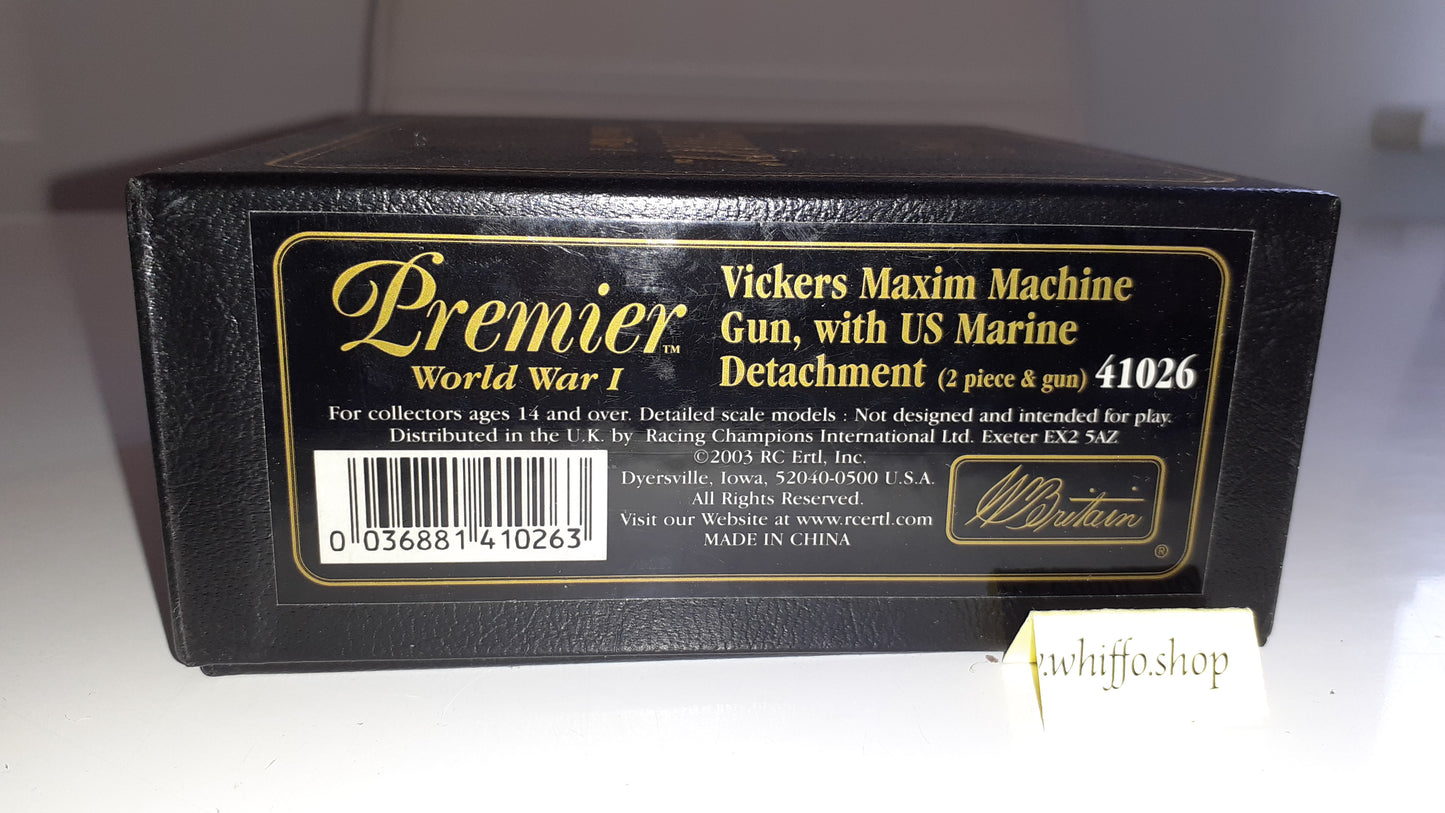 Premier™
World War I
Vickers Maxim Machine
Gun, with US Marine
Detachment (2 piece & gun) 41026
For collectors ages 14 and over. Detailed scale models : Not designed and intended for play.
Distributed in the U.K. by Racing Champions International Ltd. Exeter EX2 5AZ
©2003 RC Ertl, Inc.
Dyersville, Iowa, 52040-0500 U.S.A.
All Rights Reserved.
Visit our Website at www.rcertl.com
MADE IN CHINA
0 036881 410263
W Britain®
.whiffo.shop